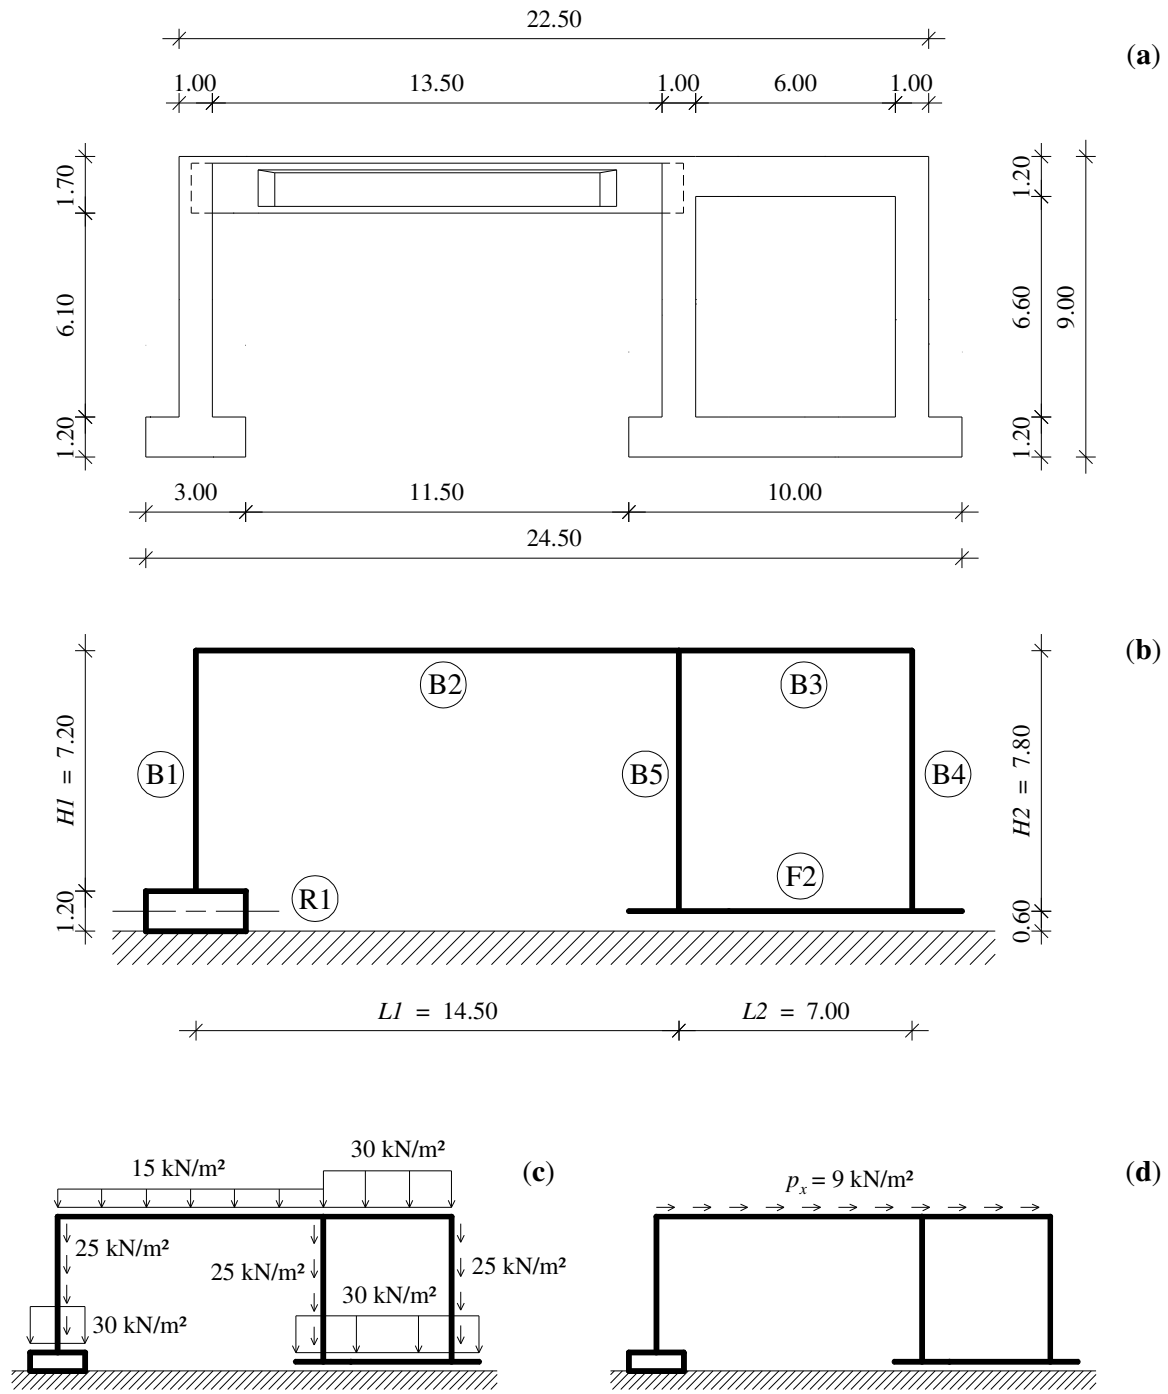 22.50
(a)
1.00 13.50 1.00 6.00 1.00
1.70
6.10
1.20
1.20
6.60
1.20
9.00
3.00 11.50 10.00
24.50
(b)
H1 = 7.20
1.20
B1
B2
B3
B5
B4
R1
F2
H2 = 7.80
0.60
L1 = 14.50 L2 = 7.00
(c)
30 kN/m²
15 kN/m²
25 kN/m²
25 kN/m²
25 kN/m²
30 kN/m²
30 kN/m²
(d)
pₓ = 9 kN/m²